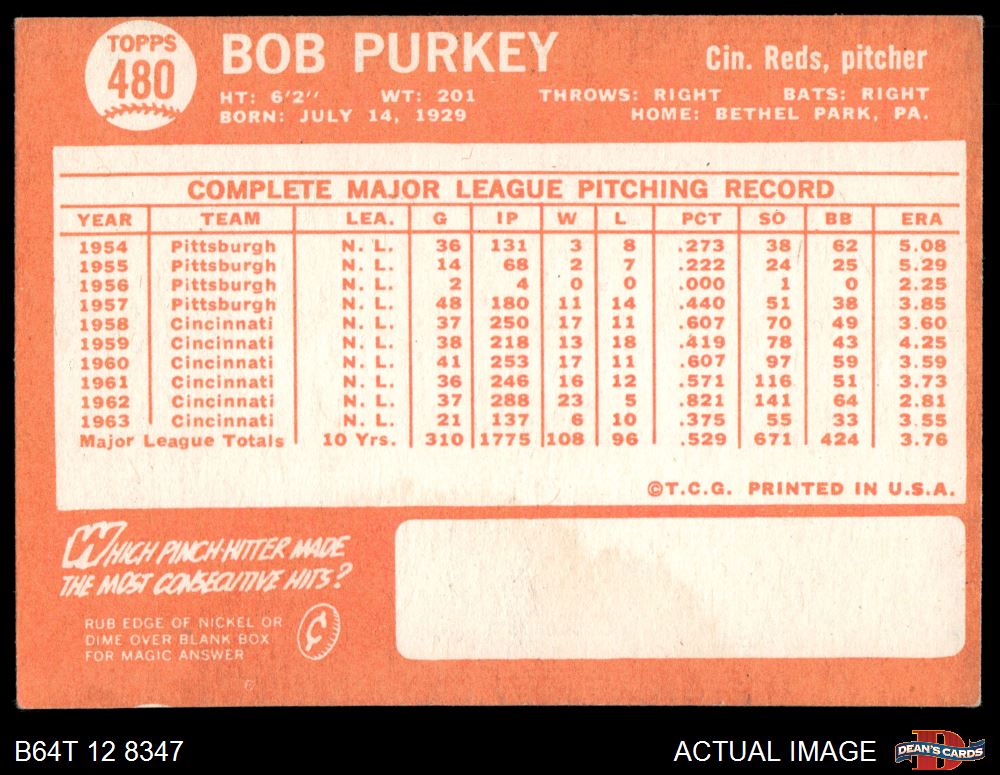 TOPPS
480
BOB PURKEY
Cin. Reds, pitcher
HT: 6'2'' WT: 201 THROWS: RIGHT BATS: RIGHT
BORN: JULY 14, 1929 HOME: BETHEL PARK, PA.
COMPLETE MAJOR LEAGUE PITCHING RECORD
YEAR TEAM LEA. G IP W L PCT SO BB ERA
1954 Pittsburgh N. L. 36 131 3 8 .273 38 62 5.08
1955 Pittsburgh N. L. 14 68 2 7 .222 24 25 5.29
1956 Pittsburgh N. L. 2 4 0 0 .000 1 0 2.25
1957 Pittsburgh N. L. 48 180 11 14 .440 51 38 3.85
1958 Cincinnati N. L. 37 250 17 11 .607 70 49 3.60
1959 Cincinnati N. L. 38 218 13 18 .419 78 43 4.25
1960 Cincinnati N. L. 41 253 17 11 .607 97 59 3.59
1961 Cincinnati N. L. 36 246 16 12 .571 116 51 3.73
1962 Cincinnati N. L. 37 288 23 5 .821 141 64 2.81
1963 Cincinnati N. L. 21 137 6 10 .375 55 33 3.55
Major League Totals 10 Yrs. 310 1775 108 96 .529 671 424 3.76
©T.C.G. PRINTED IN U.S.A.
WHICH PINCH-HITTER MADE
THE MOST CONSECUTIVE HITS?
RUB EDGE OF NICKEL OR
DIME OVER BLANK BOX
FOR MAGIC ANSWER
¢
B64T 12 8347
ACTUAL IMAGE
DEAN'S CARDS